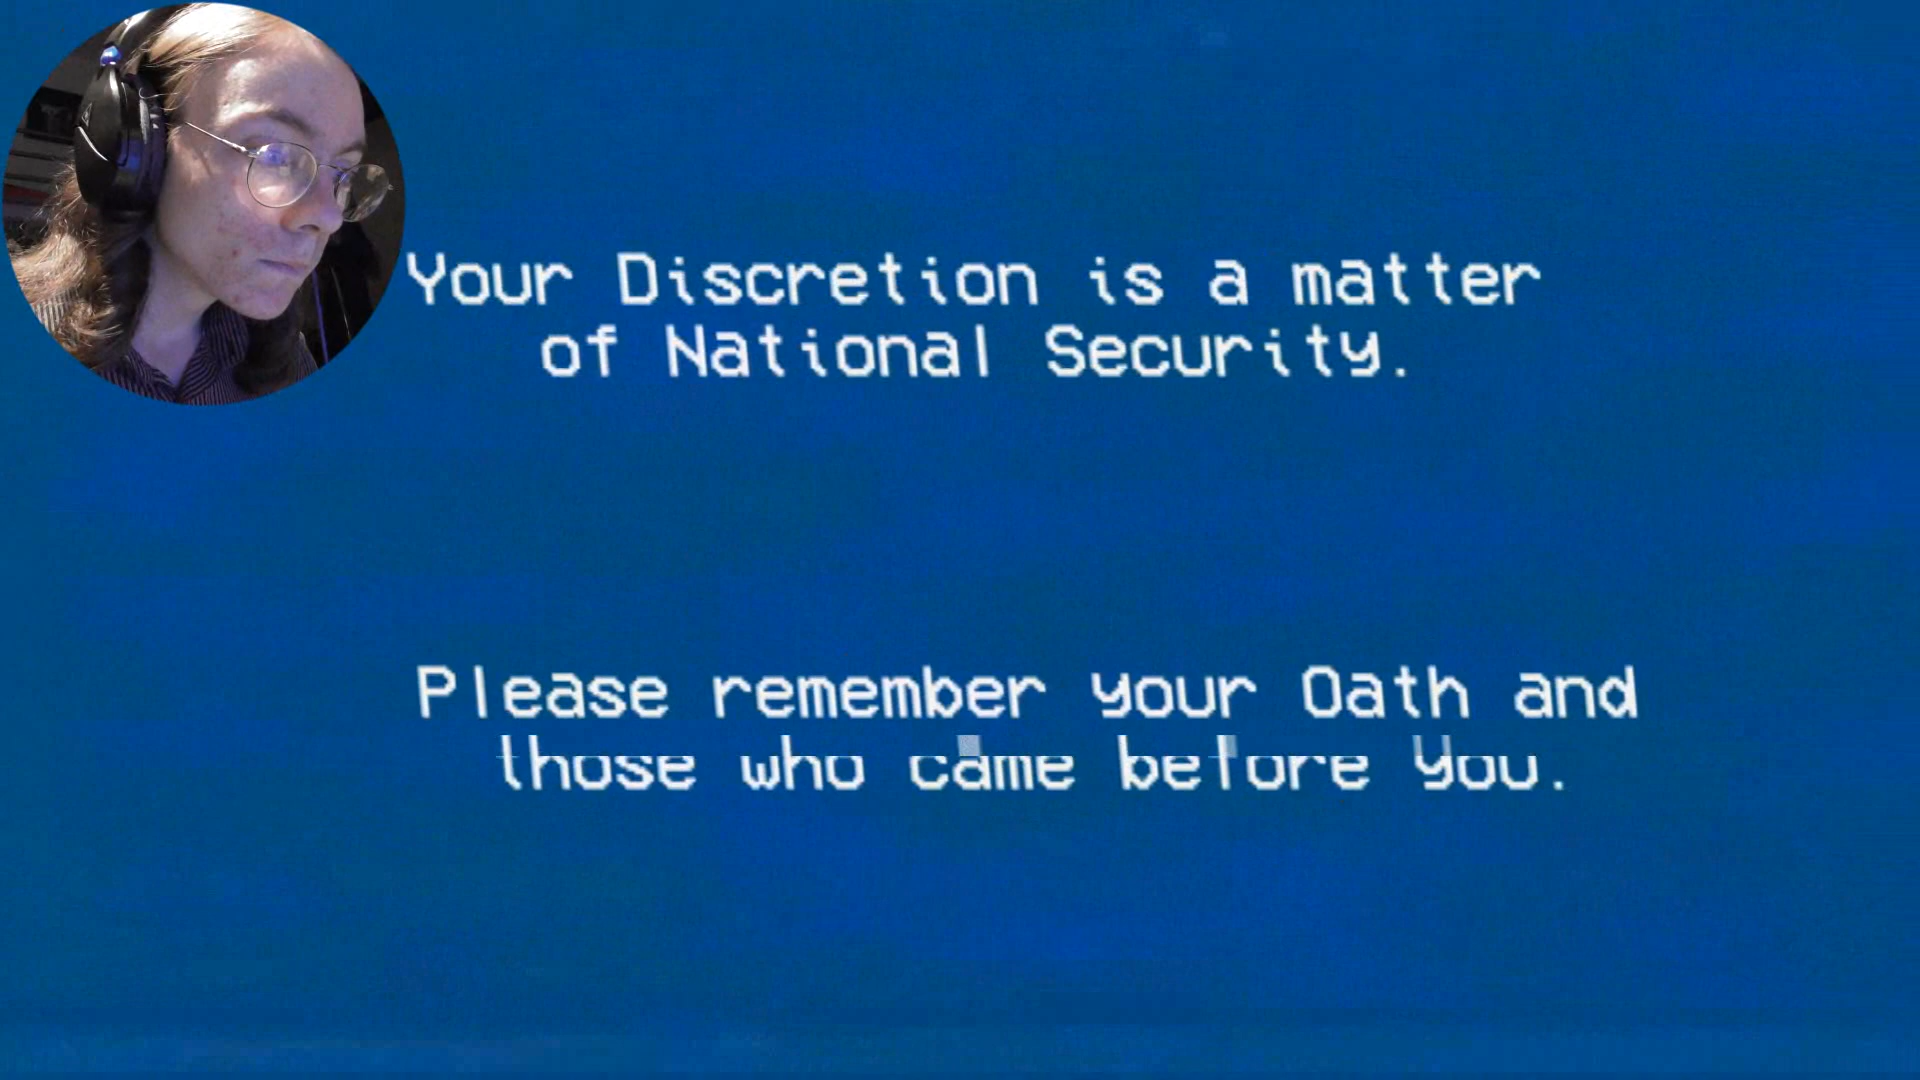 Your Discretion is a matter
of National Security.
Please remember your Oath and
those who came before you.